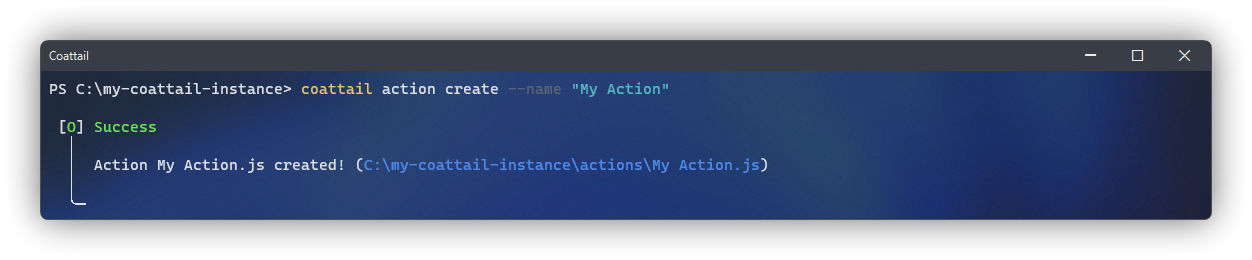 Coattail
PS C:\my-coattail-instance> coattail action create --name "My Action"
[O] Success
Action My Action.js created! (C:\my-coattail-instance\actions\My Action.js)